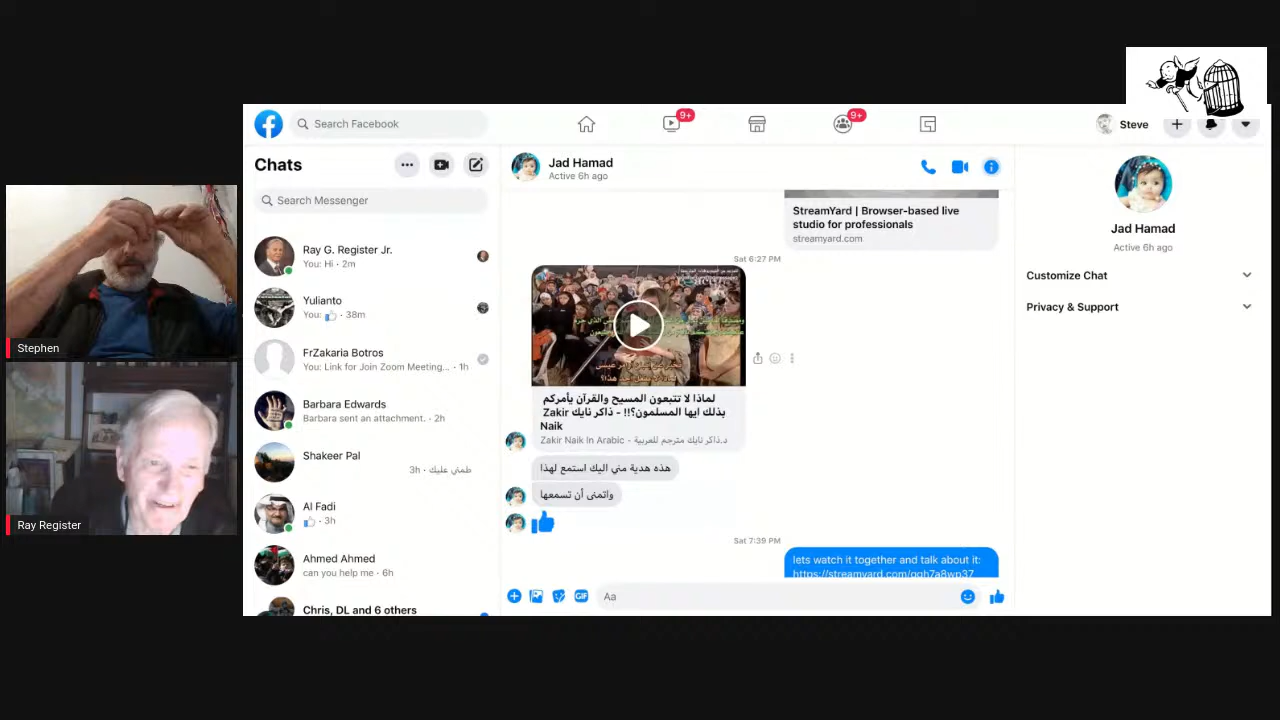 Search Facebook
9+
9+
Steve
Chats
Search Messenger
Ray G. Register Jr.
You: Hi · 2m
Yulianto
You: · 38m
FrZakaria Botros
You: Link for Join Zoom Meeting... · 1h
Barbara Edwards
Barbara sent an attachment. · 2h
Shakeer Pal
طمني عليك · 3h
Al Fadi
· 3h
Ahmed Ahmed
can you help me · 6h
Chris, DL and 6 others
Jad Hamad
Active 6h ago
StreamYard | Browser-based live
studio for professionals
streamyard.com
Sat 6:27 PM
لماذا لا تتبعون المسيح والقرآن يأمركم
بذلك ايها المسلمون؟!! - ذاكر نايك Zakir
Naik
Zakir Naik In Arabic - د.ذاكر نايك مترجم للعربية
هذه هدية مني اليك استمع لهذا
واتمنى أن تسمعها
Sat 7:39 PM
lets watch it together and talk about it:
https://streamyard.com/qgh7a8wp37
GIF
Aa
Jad Hamad
Active 6h ago
Customize Chat
Privacy & Support
Stephen
Ray Register